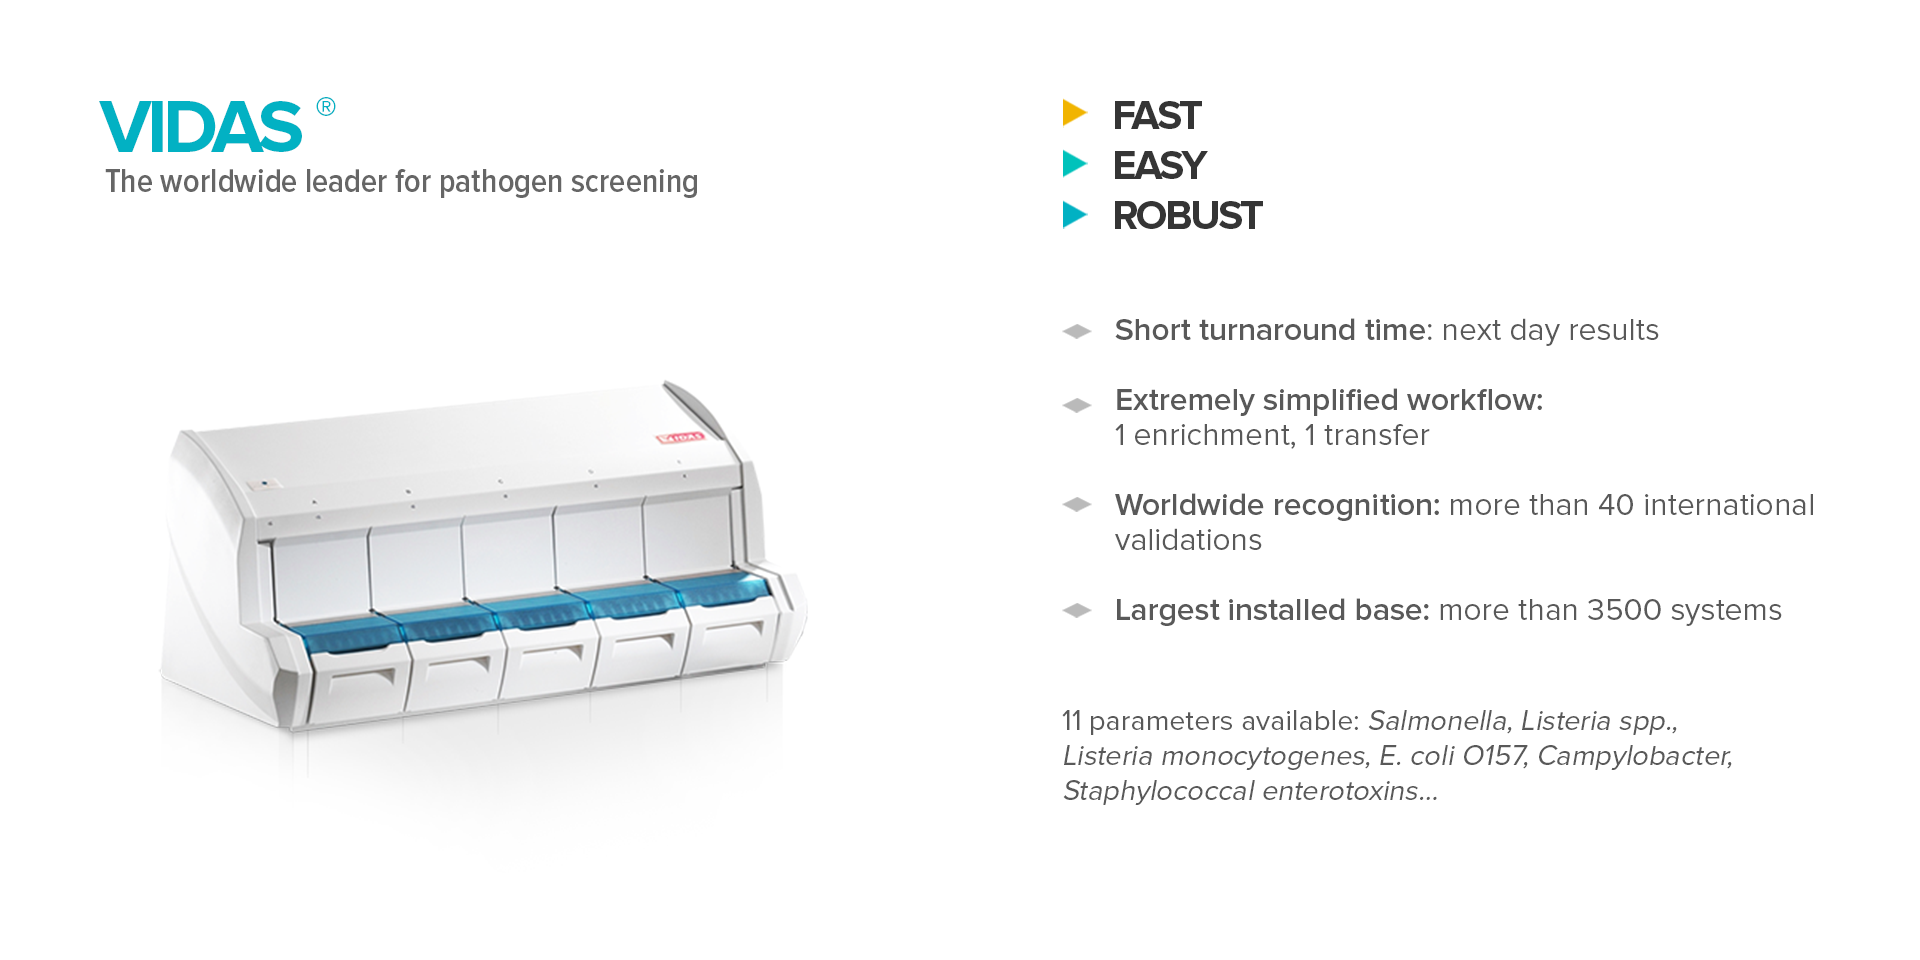 VIDAS ®
The worldwide leader for pathogen screening
VIDAS
FAST
EASY
ROBUST
Short turnaround time: next day results
Extremely simplified workflow:
1 enrichment, 1 transfer
Worldwide recognition: more than 40 international
validations
Largest installed base: more than 3500 systems
11 parameters available: Salmonella, Listeria spp.,
Listeria monocytogenes, E. coli O157, Campylobacter,
Staphylococcal enterotoxins...